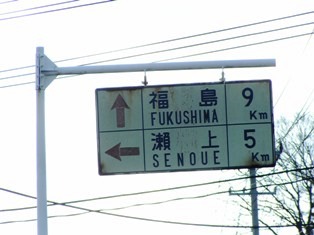 福島 9 Km
FUKUSHIMA
瀬上 5 Km
SENOUE